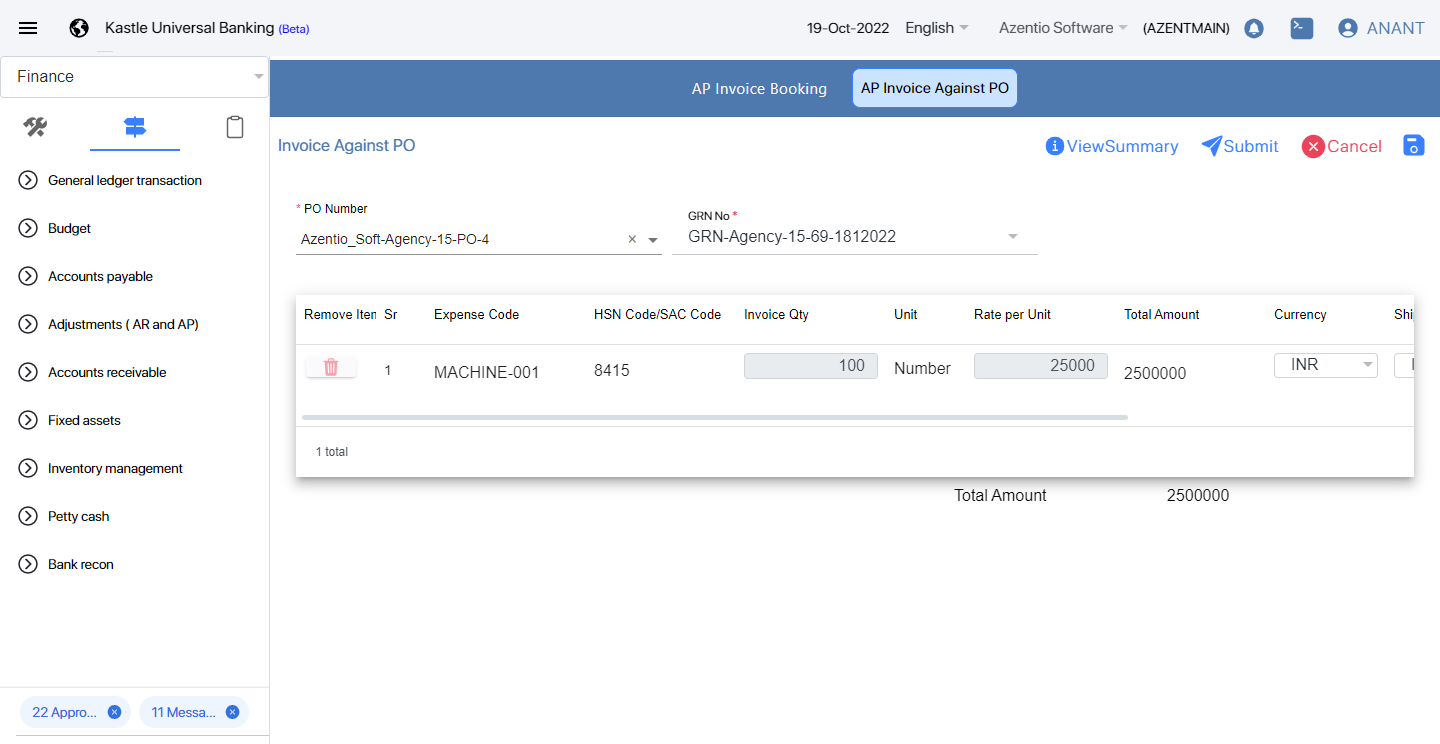 Kastle Universal Banking (Beta)
19-Oct-2022
English
Azentio Software
(AZENTMAIN)
ANANT
Finance
AP Invoice Booking
AP Invoice Against PO
Invoice Against PO
ViewSummary
Submit
Cancel
General ledger transaction
Budget
Accounts payable
Adjustments ( AR and AP)
Accounts receivable
Fixed assets
Inventory management
Petty cash
Bank recon
* PO Number
Azentio_Soft-Agency-15-PO-4
GRN No *
GRN-Agency-15-69-1812022
Remove Iten Sr Expense Code HSN Code/SAC Code Invoice Qty Unit Rate per Unit Total Amount Currency Shi
1 MACHINE-001 8415 100 Number 25000 2500000 INR
1 total
Total Amount 2500000
22 Appro...
11 Messa...